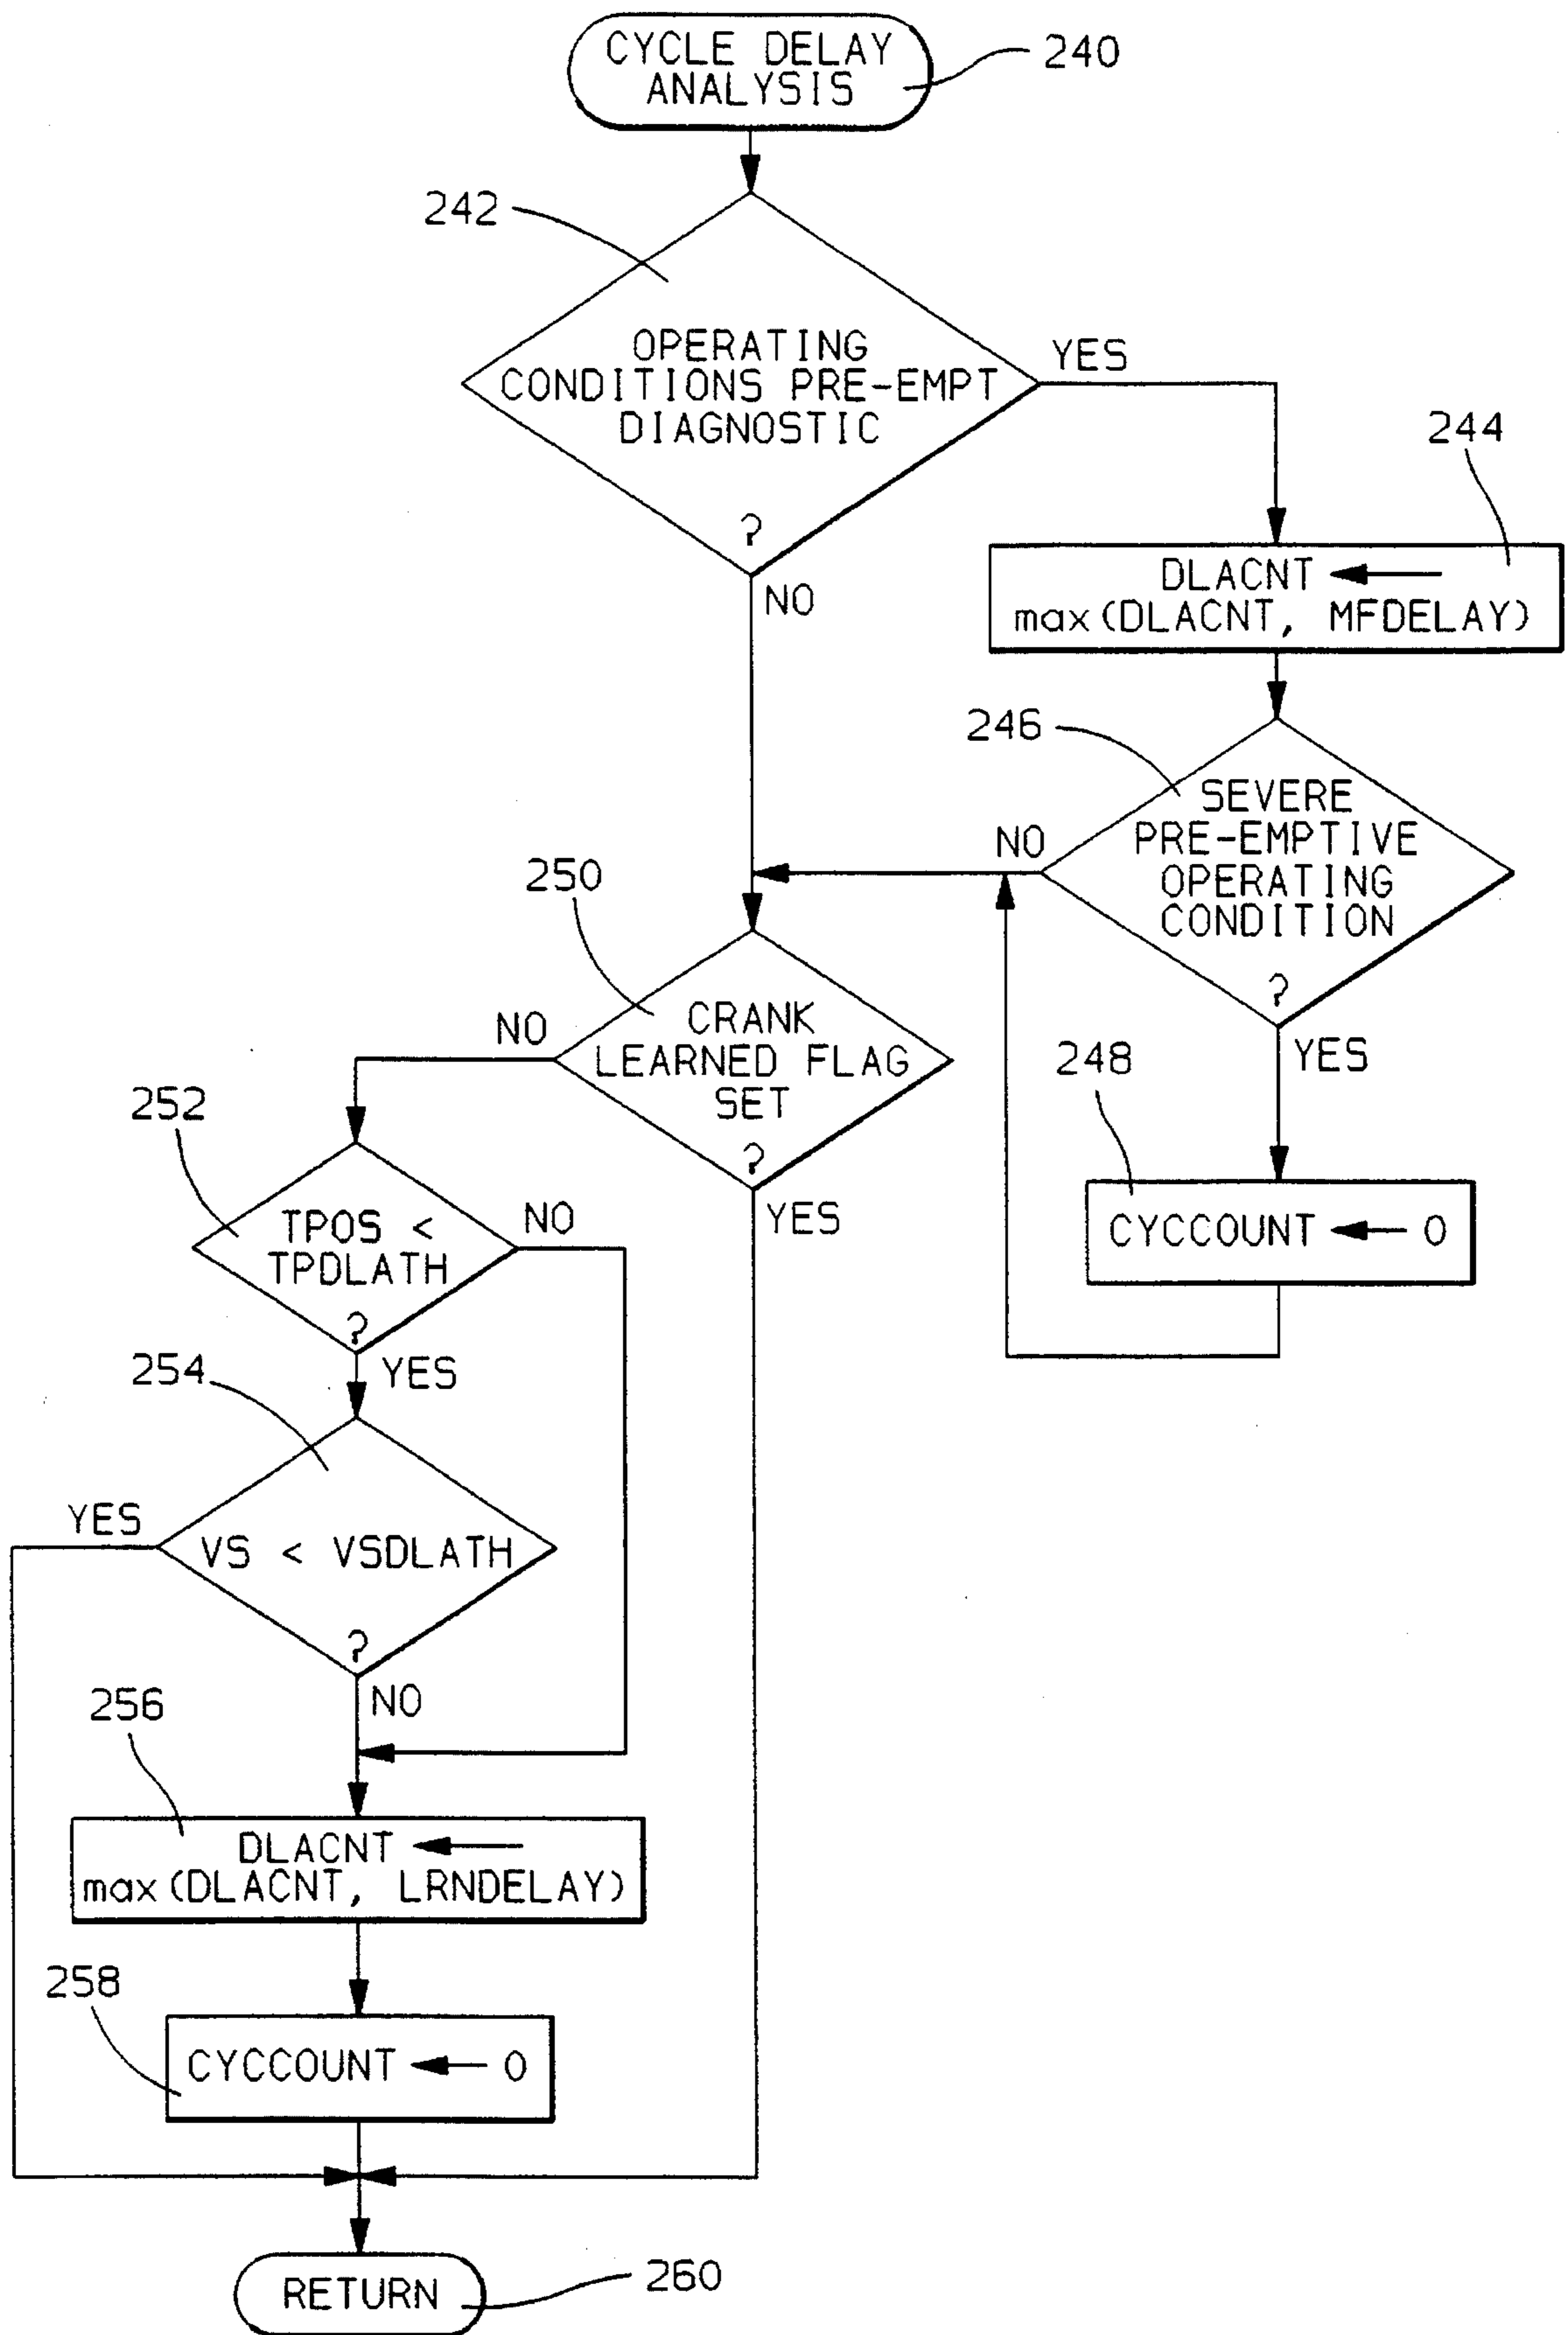 CYCLE DELAY
ANALYSIS
240
242
OPERATING
CONDITIONS PRE-EMPT
DIAGNOSTIC
?
YES
NO
244
DLACNT ←
max(DLACNT, MFDELAY)
246
SEVERE
PRE-EMPTIVE
OPERATING
CONDITION
?
NO
YES
248
CYCCOUNT ← 0
250
CRANK
LEARNED FLAG
SET
?
NO
YES
252
TPOS <
TPDLATH
?
NO
YES
254
VS < VSDLATH
?
YES
NO
256
DLACNT ←
max(DLACNT, LRNDELAY)
258
CYCCOUNT ← 0
RETURN
260